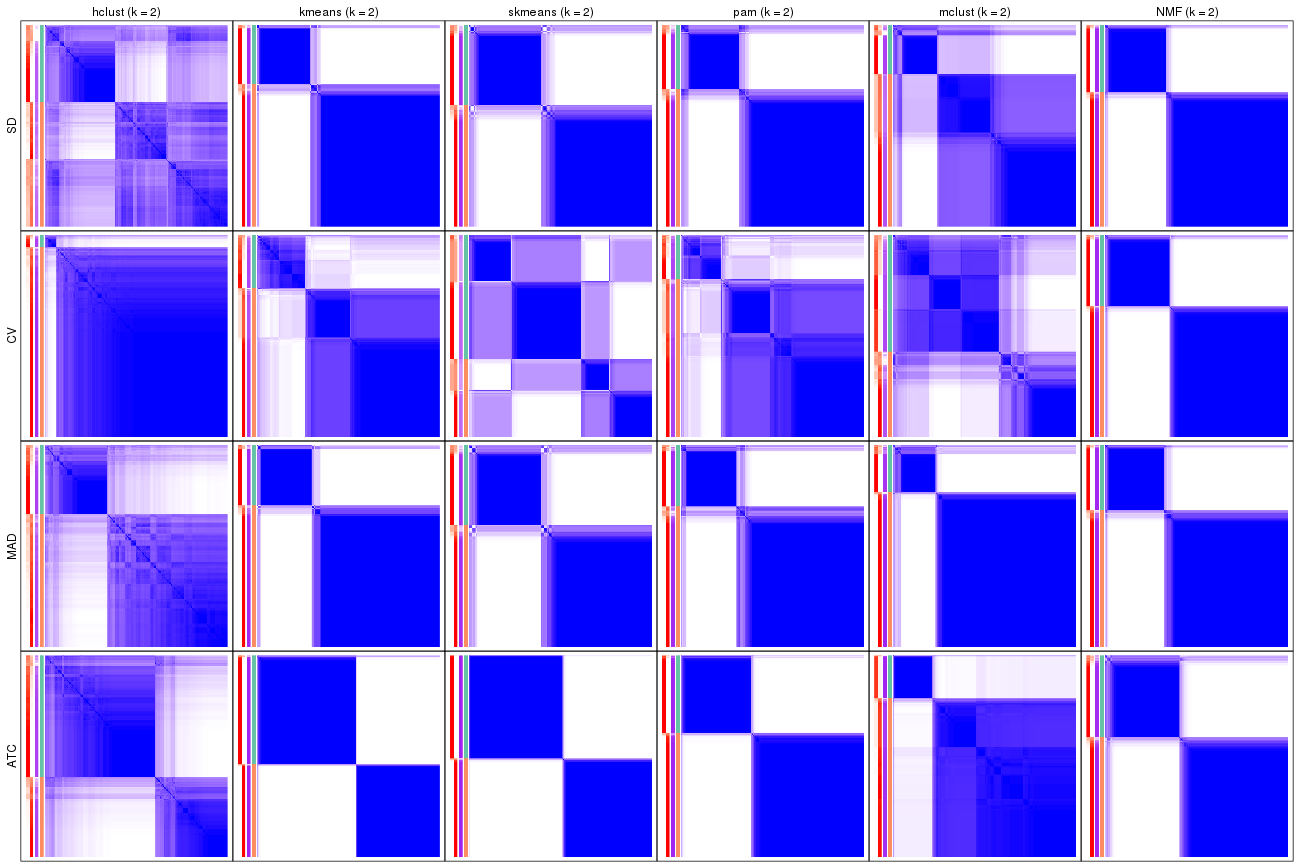 hclust (k = 2) kmeans (k = 2) skmeans (k = 2) pam (k = 2) mclust (k = 2) NMF (k = 2)
SD
CV
MAD
ATC